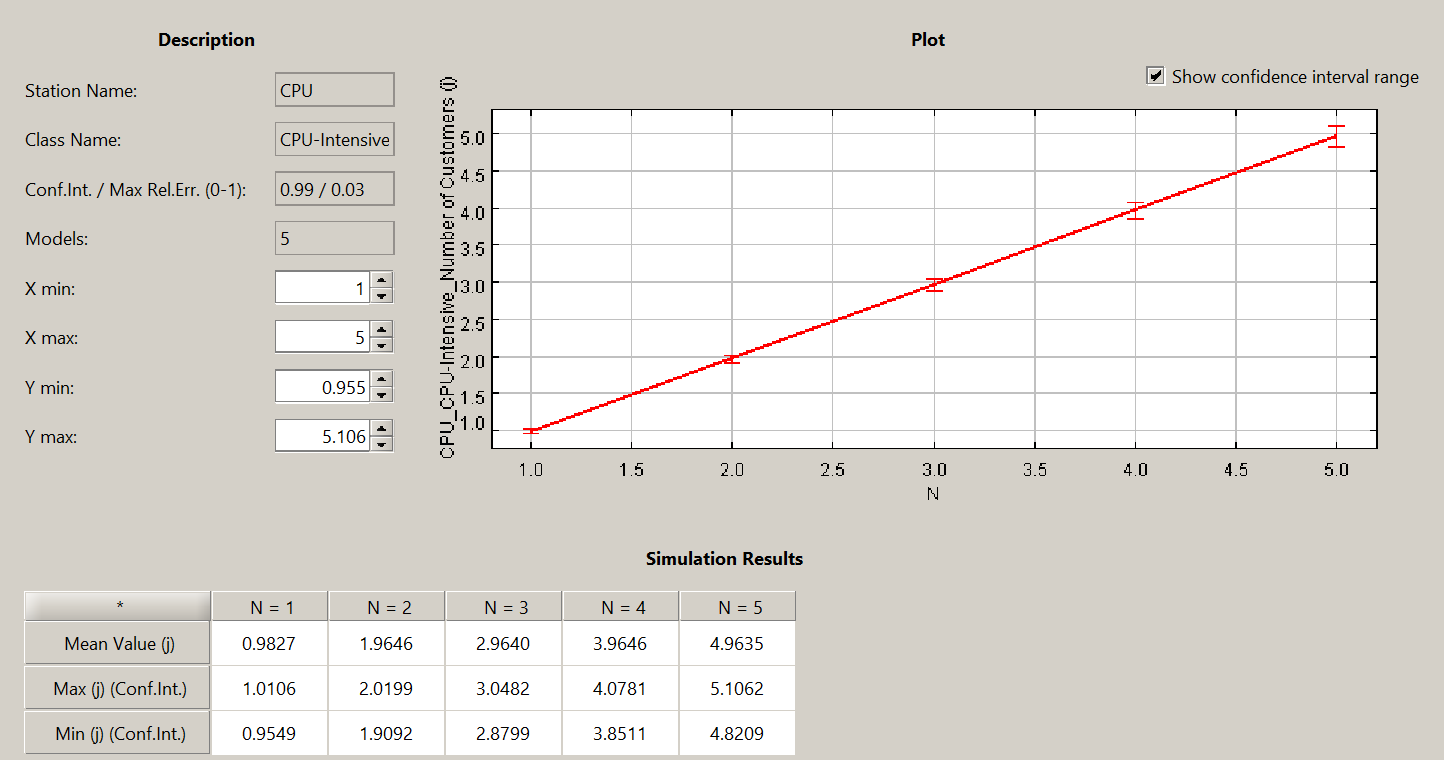 Description
Station Name: CPU
Class Name: CPU-Intensive
Conf.Int. / Max Rel.Err. (0-1): 0.99 / 0.03
Models: 5
X min: 1
X max: 5
Y min: 0.955
Y max: 5.106
Plot
Show confidence interval range
CPU_CPU-Intensive_Number of Customers (j)
5.0
4.5
4.0
3.5
3.0
2.5
2.0
1.5
1.0
1.0 1.5 2.0 2.5 3.0 3.5 4.0 4.5 5.0
N
Simulation Results
* N = 1 N = 2 N = 3 N = 4 N = 5
Mean Value (j) 0.9827 1.9646 2.9640 3.9646 4.9635
Max (j) (Conf.Int.) 1.0106 2.0199 3.0482 4.0781 5.1062
Min (j) (Conf.Int.) 0.9549 1.9092 2.8799 3.8511 4.8209